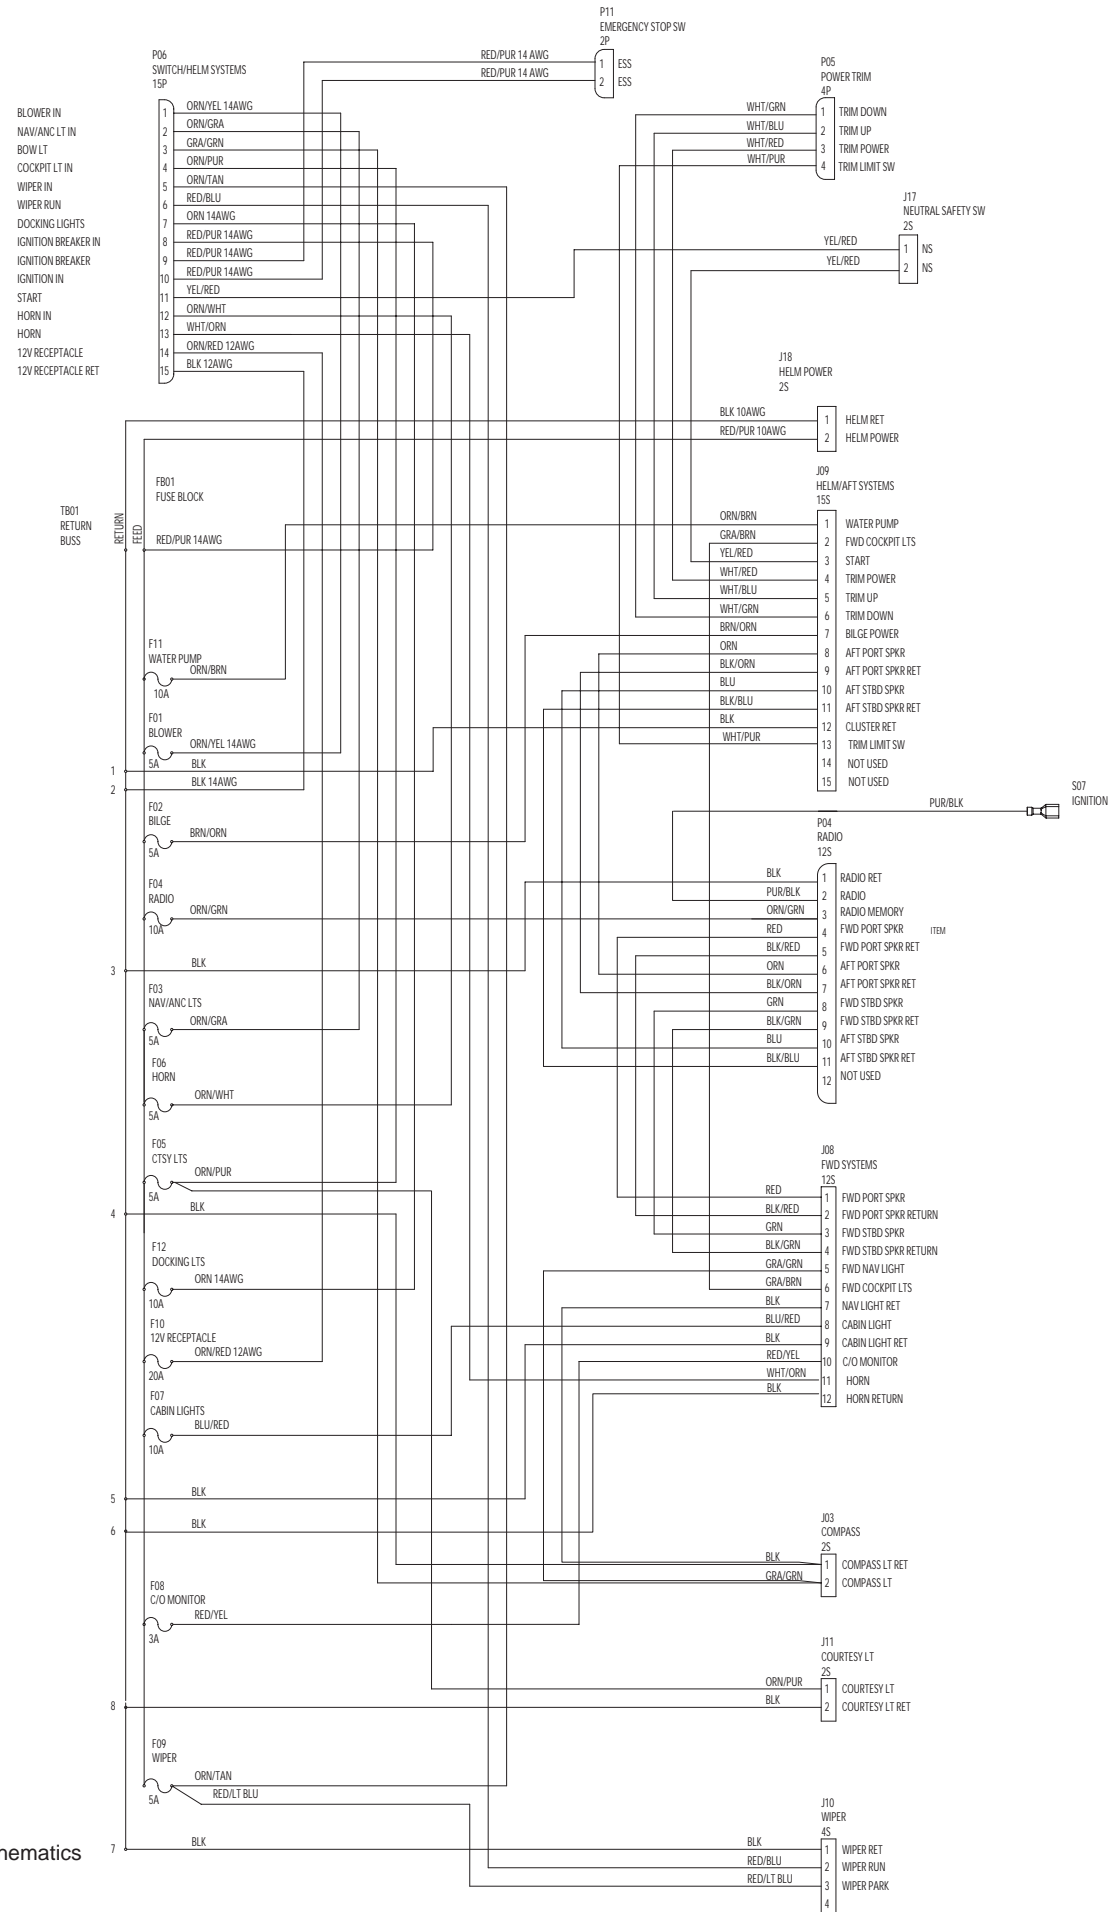 P11
EMERGENCY STOP SW
2P
RED/PUR 14 AWG
1 ESS
RED/PUR 14 AWG
2 ESS
P06
SWITCH/HELM SYSTEMS
15P
BLOWER IN 1 ORN/YEL 14AWG
NAV/ANC LT IN 2 ORN/GRA
BOW LT 3 GRA/GRN
COCKPIT LT IN 4 ORN/PUR
WIPER IN 5 ORN/TAN
WIPER RUN 6 RED/BLU
DOCKING LIGHTS 7 ORN 14AWG
IGNITION BREAKER IN 8 RED/PUR 14AWG
IGNITION BREAKER 9 RED/PUR 14AWG
IGNITION IN 10 RED/PUR 14AWG
START 11 YEL/RED
HORN IN 12 ORN/WHT
HORN 13 WHT/ORN
12V RECEPTACLE 14 ORN/RED 12AWG
12V RECEPTACLE RET 15 BLK 12AWG
P05
POWER TRIM
4P
WHT/GRN 1 TRIM DOWN
WHT/BLU 2 TRIM UP
WHT/RED 3 TRIM POWER
WHT/PUR 4 TRIM LIMIT SW
J17
NEUTRAL SAFETY SW
2S
YEL/RED 1 NS
YEL/RED 2 NS
J18
HELM POWER
2S
BLK 10AWG 1 HELM RET
RED/PUR 10AWG 2 HELM POWER
TB01
RETURN
BUSS
RETURN
FEED
FB01
FUSE BLOCK
RED/PUR 14AWG
J09
HELM/AFT SYSTEMS
15S
ORN/BRN 1 WATER PUMP
GRA/BRN 2 FWD COCKPIT LTS
YEL/RED 3 START
WHT/RED 4 TRIM POWER
WHT/BLU 5 TRIM UP
WHT/GRN 6 TRIM DOWN
BRN/ORN 7 BILGE POWER
ORN 8 AFT PORT SPKR
BLK/ORN 9 AFT PORT SPKR RET
BLU 10 AFT STBD SPKR
BLK/BLU 11 AFT STBD SPKR RET
BLK 12 CLUSTER RET
WHT/PUR 13 TRIM LIMIT SW
14 NOT USED
15 NOT USED
F11
WATER PUMP
ORN/BRN
10A
F01
BLOWER
ORN/YEL 14AWG
5A
1 BLK
2 BLK 14AWG
F02
BILGE
BRN/ORN
5A
S07
IGNITION
PUR/BLK
P04
RADIO
12S
BLK 1 RADIO RET
PUR/BLK 2 RADIO
ORN/GRN 3 RADIO MEMORY
RED 4 FWD PORT SPKR ITEM
BLK/RED 5 FWD PORT SPKR RET
ORN 6 AFT PORT SPKR
BLK/ORN 7 AFT PORT SPKR RET
GRN 8 FWD STBD SPKR
BLK/GRN 9 FWD STBD SPKR RET
BLU 10 AFT STBD SPKR
BLK/BLU 11 AFT STBD SPKR RET
12 NOT USED
F04
RADIO
ORN/GRN
10A
3 BLK
F03
NAV/ANC LTS
ORN/GRA
5A
F06
HORN
ORN/WHT
5A
F05
CTSY LTS
ORN/PUR
5A
4 BLK
F12
DOCKING LTS
ORN 14AWG
10A
F10
12V RECEPTACLE
ORN/RED 12AWG
20A
F07
CABIN LIGHTS
BLU/RED
10A
J08
FWD SYSTEMS
12S
RED 1 FWD PORT SPKR
BLK/RED 2 FWD PORT SPKR RETURN
GRN 3 FWD STBD SPKR
BLK/GRN 4 FWD STBD SPKR RETURN
GRA/GRN 5 FWD NAV LIGHT
GRA/BRN 6 FWD COCKPIT LTS
BLK 7 NAV LIGHT RET
BLU/RED 8 CABIN LIGHT
BLK 9 CABIN LIGHT RET
RED/YEL 10 C/O MONITOR
WHT/ORN 11 HORN
BLK 12 HORN RETURN
5 BLK
6 BLK
J03
COMPASS
2S
BLK 1 COMPASS LT RET
GRA/GRN 2 COMPASS LT
F08
C/O MONITOR
RED/YEL
3A
J11
COURTESY LT
2S
ORN/PUR 1 COURTESY LT
8 BLK 2 COURTESY LT RET
F09
WIPER
ORN/TAN
5A
RED/LT BLU
J10
WIPER
4S
hematics 7 BLK BLK 1 WIPER RET
RED/BLU 2 WIPER RUN
RED/LT BLU 3 WIPER PARK
4